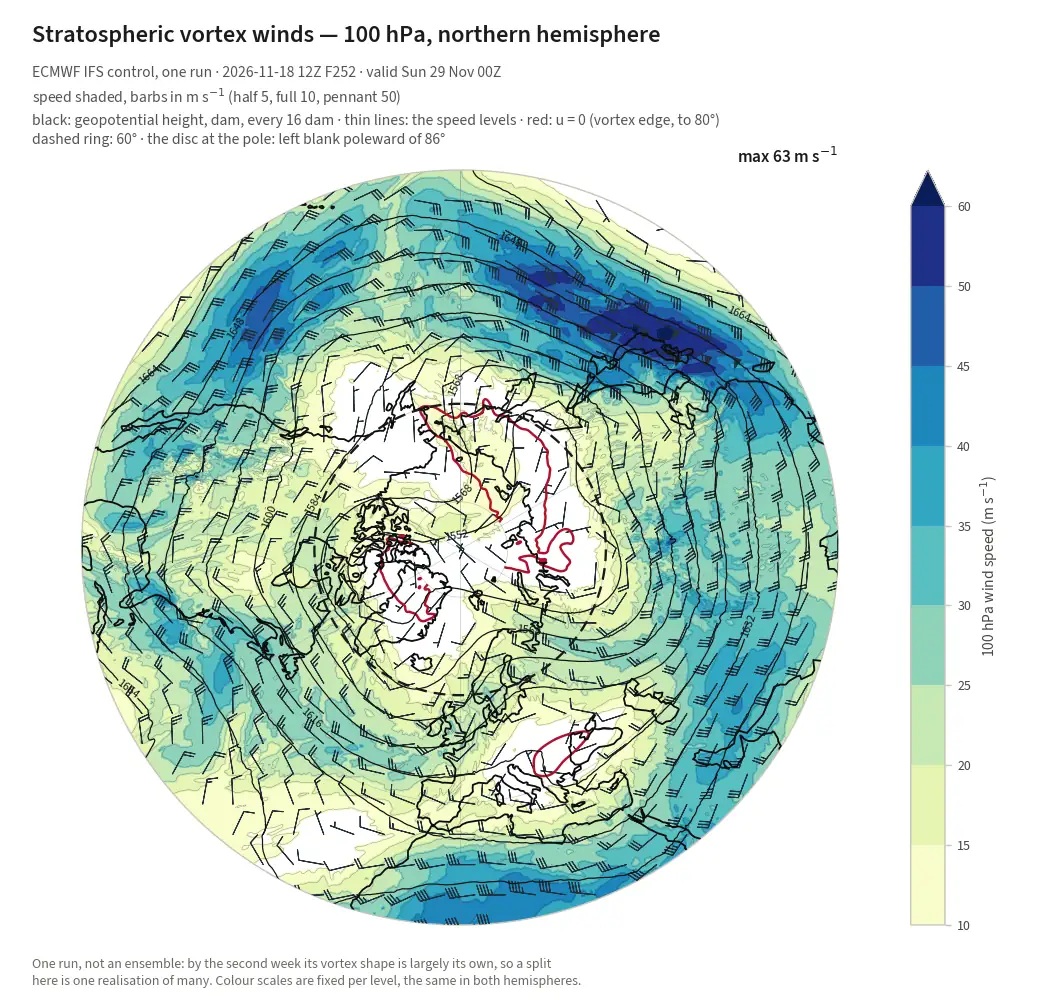 Stratospheric vortex winds — 100 hPa, northern hemisphere
ECMWF IFS control, one run · 2026-11-18 12Z F252 · valid Sun 29 Nov 00Z
speed shaded, barbs in m s⁻¹ (half 5, full 10, pennant 50)
black: geopotential height, dam, every 16 dam · thin lines: the speed levels · red: u = 0 (vortex edge, to 80°)
dashed ring: 60° · the disc at the pole: left blank poleward of 86°
max 63 m s⁻¹
1648
1664
1648
1664
1568
1568
1584
1600
1552
1632
1616
60
50
45
40
35
30
25
20
15
10
100 hPa wind speed (m s⁻¹)
One run, not an ensemble: by the second week its vortex shape is largely its own, so a split
here is one realisation of many. Colour scales are fixed per level, the same in both hemispheres.